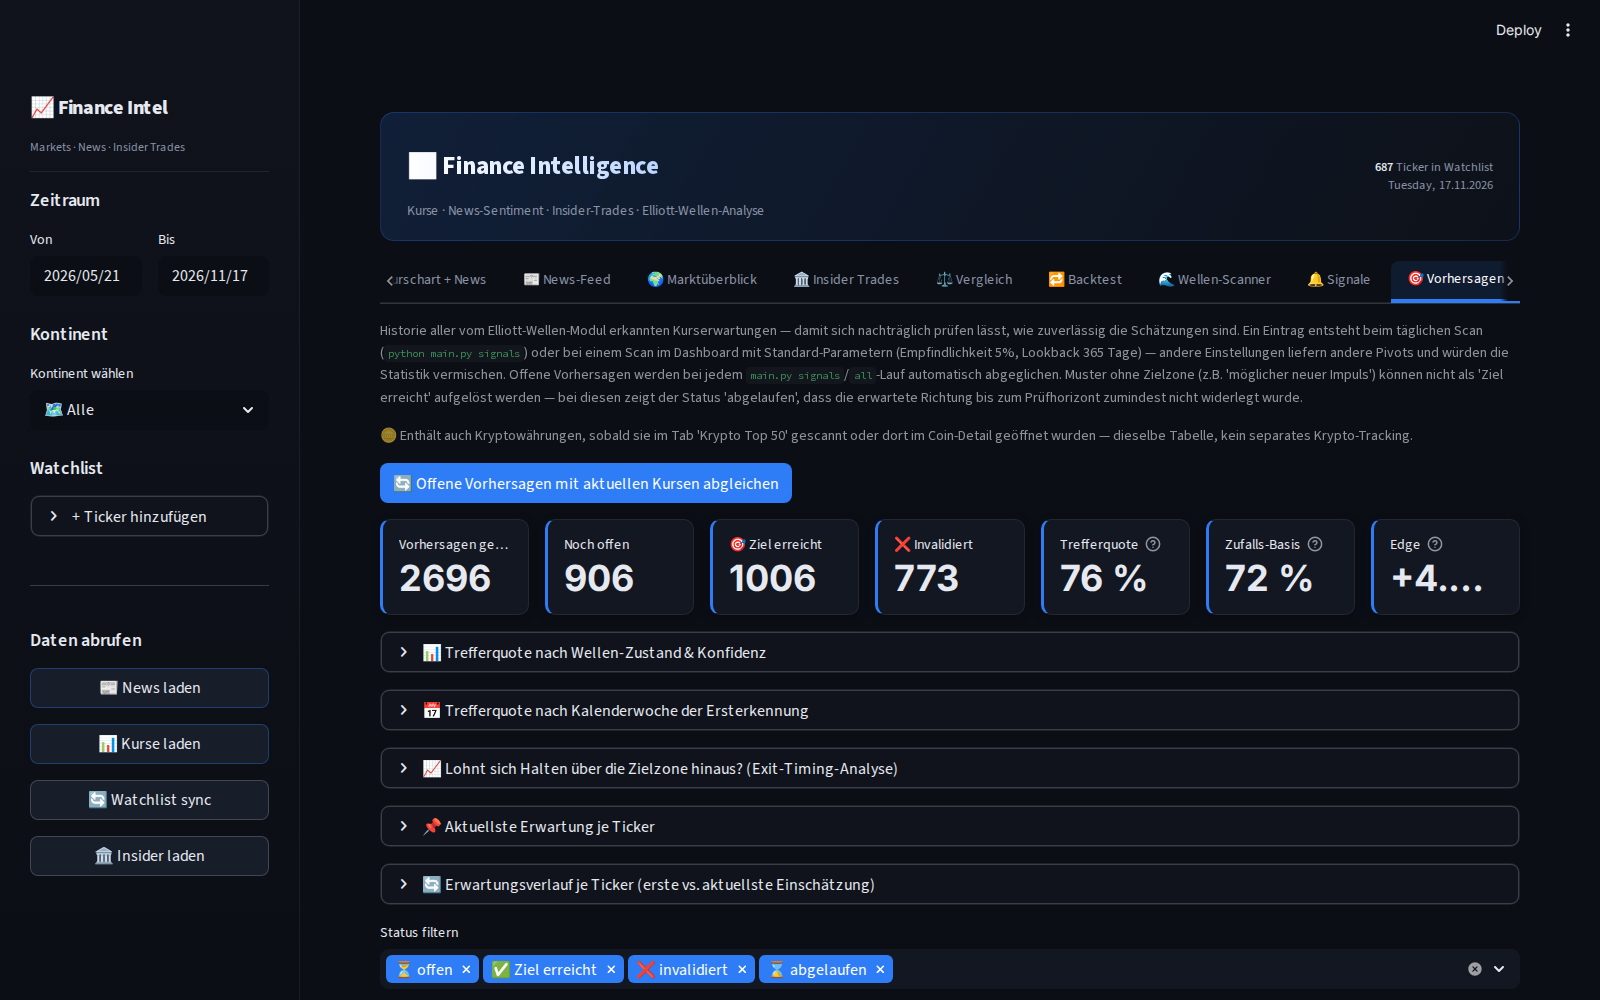 Deploy
Finance Intel
Markets · News · Insider Trades
Zeitraum
Von
Bis
2026/05/21
2026/11/17
Kontinent
Kontinent wählen
Alle
Watchlist
+ Ticker hinzufügen
Daten abrufen
News laden
Kurse laden
Watchlist sync
Insider laden
Finance Intelligence
Kurse · News-Sentiment · Insider-Trades · Elliott-Wellen-Analyse
687 Ticker in Watchlist
Tuesday, 17.11.2026
urschart + News
News-Feed
Marktüberblick
Insider Trades
Vergleich
Backtest
Wellen-Scanner
Signale
Vorhersagen
Historie aller vom Elliott-Wellen-Modul erkannten Kurserwartungen — damit sich nachträglich prüfen lässt, wie zuverlässig die Schätzungen sind. Ein Eintrag entsteht beim täglichen Scan
(python main.py signals) oder bei einem Scan im Dashboard mit Standard-Parametern (Empfindlichkeit 5%, Lookback 365 Tage) — andere Einstellungen liefern andere Pivots und würden die
Statistik vermischen. Offene Vorhersagen werden bei jedem main.py signals / all-Lauf automatisch abgeglichen. Muster ohne Zielzone (z.B. 'möglicher neuer Impuls') können nicht als 'Ziel
erreicht' aufgelöst werden — bei diesen zeigt der Status 'abgelaufen', dass die erwartete Richtung bis zum Prüfhorizont zumindest nicht widerlegt wurde.
Enthält auch Kryptowährungen, sobald sie im Tab 'Krypto Top 50' gescannt oder dort im Coin-Detail geöffnet wurden — dieselbe Tabelle, kein separates Krypto-Tracking.
Offene Vorhersagen mit aktuellen Kursen abgleichen
Vorhersagen ge…
2696
Noch offen
906
Ziel erreicht
1006
Invalidiert
773
Trefferquote
76 %
Zufalls-Basis
72 %
Edge
+4.…
Trefferquote nach Wellen-Zustand & Konfidenz
Trefferquote nach Kalenderwoche der Ersterkennung
Lohnt sich Halten über die Zielzone hinaus? (Exit-Timing-Analyse)
Aktuellste Erwartung je Ticker
Erwartungsverlauf je Ticker (erste vs. aktuellste Einschätzung)
Status filtern
offen
Ziel erreicht
invalidiert
abgelaufen